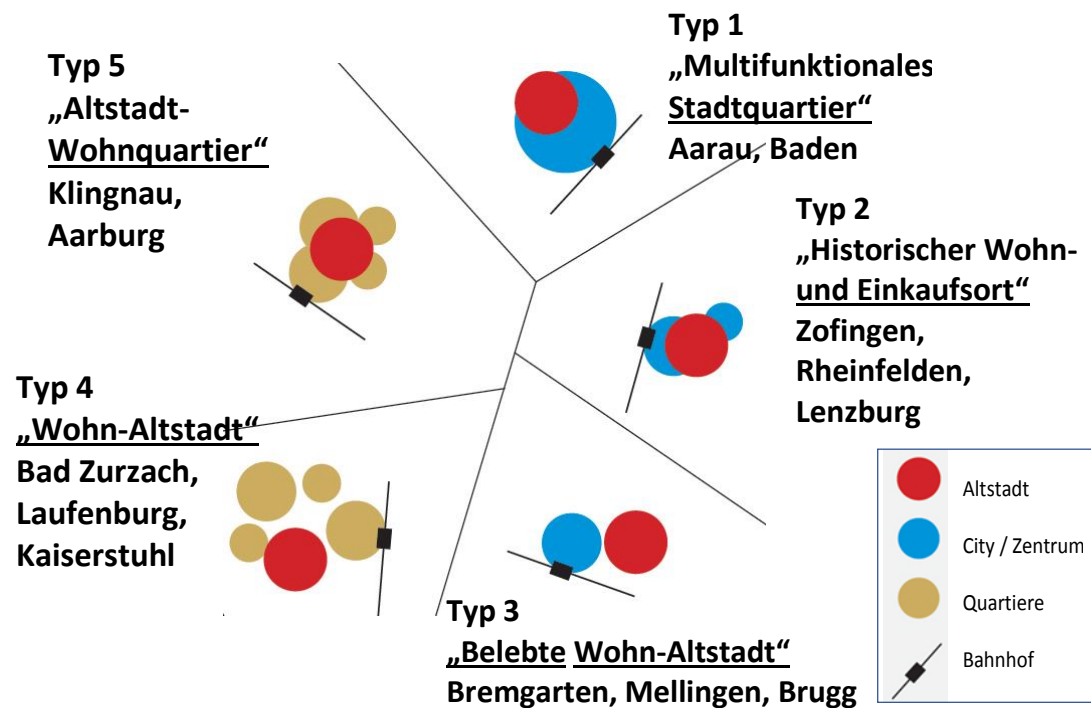 Typ 1
„Multifunktionales
Stadtquartier“
Aarau, Baden
Typ 2
„Historischer Wohn-
und Einkaufsort“
Zofingen,
Rheinfelden,
Lenzburg
Typ 3
„Belebte Wohn-Altstadt“
Bremgarten, Mellingen, Brugg
Typ 4
„Wohn-Altstadt“
Bad Zurzach,
Laufenburg,
Kaiserstuhl
Typ 5
„Altstadt-
Wohnquartier“
Klingnau,
Aarburg
Altstadt
City / Zentrum
Quartiere
Bahnhof